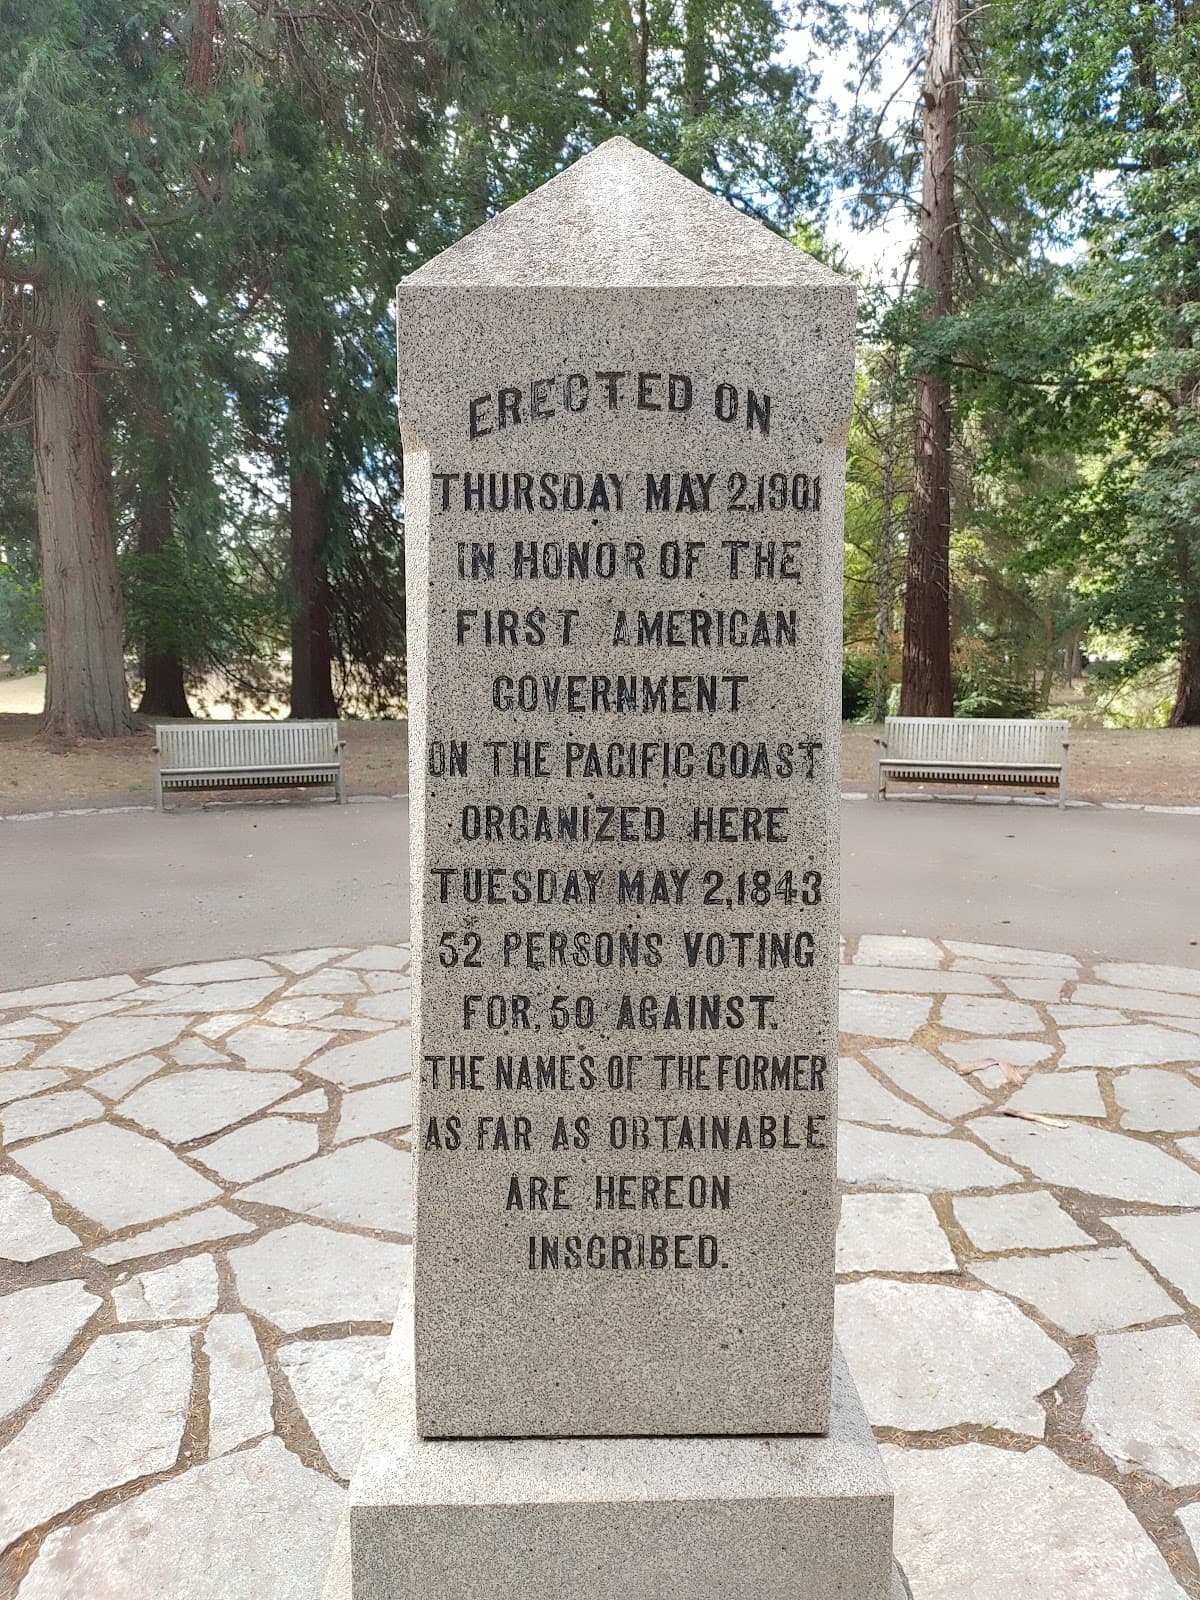 ERECTED ON
THURSDAY MAY 2,1901
IN HONOR OF THE
FIRST AMERICAN
GOVERNMENT
ON THE PACIFIC COAST
ORGANIZED HERE
TUESDAY MAY 2,1843
52 PERSONS VOTING
FOR, 50 AGAINST.
THE NAMES OF THE FORMER
AS FAR AS OBTAINABLE
ARE HEREON
INSCRIBED.